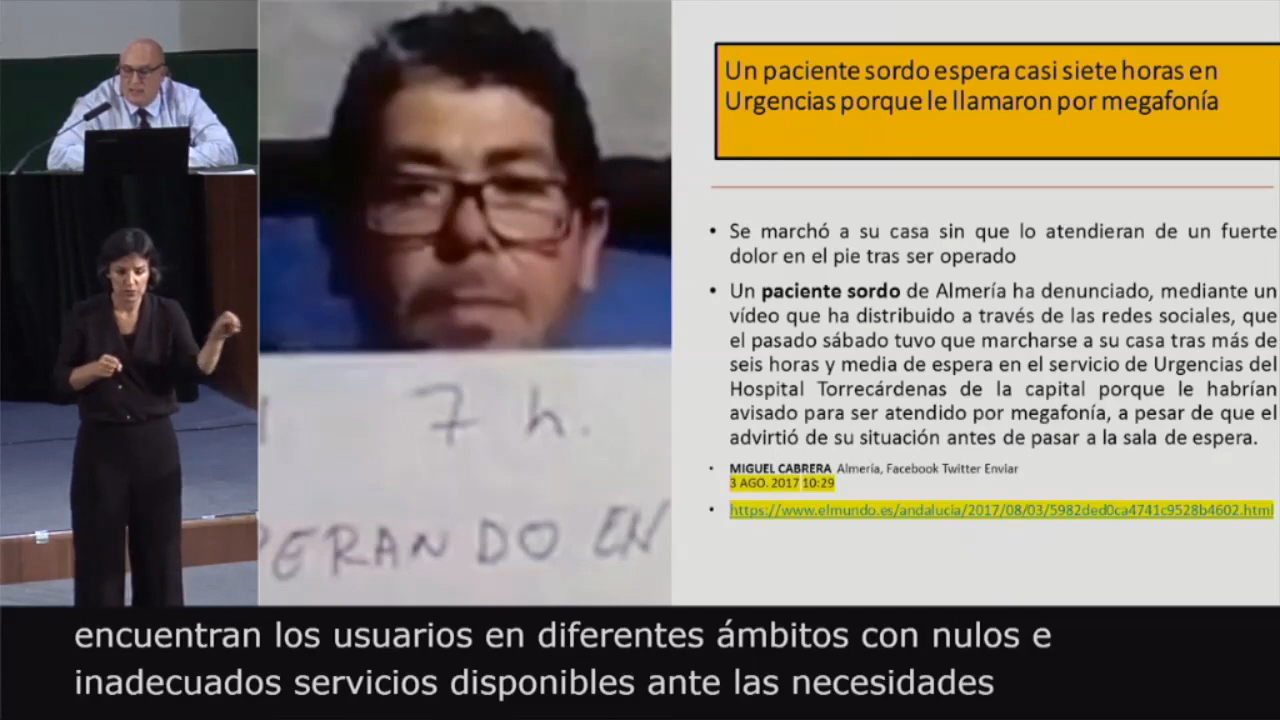 Un paciente sordo espera casi siete horas en
Urgencias porque le llamaron por megafonía
• Se marchó a su casa sin que lo atendieran de un fuerte
dolor en el pie tras ser operado
• Un paciente sordo de Almería ha denunciado, mediante un
vídeo que ha distribuido a través de las redes sociales, que
el pasado sábado tuvo que marcharse a su casa tras más de
seis horas y media de espera en el servicio de Urgencias del
Hospital Torrecárdenas de la capital porque le habrían
avisado para ser atendido por megafonía, a pesar de que el
advirtió de su situación antes de pasar a la sala de espera.
• MIGUEL CABRERA Almería, Facebook Twitter Enviar
3 AGO. 2017 10:29
• https://www.elmundo.es/andalucia/2017/08/03/5982ded0ca4741c9528b4602.html
7 h.
PERANDO EN
encuentran los usuarios en diferentes ámbitos con nulos e
inadecuados servicios disponibles ante las necesidades